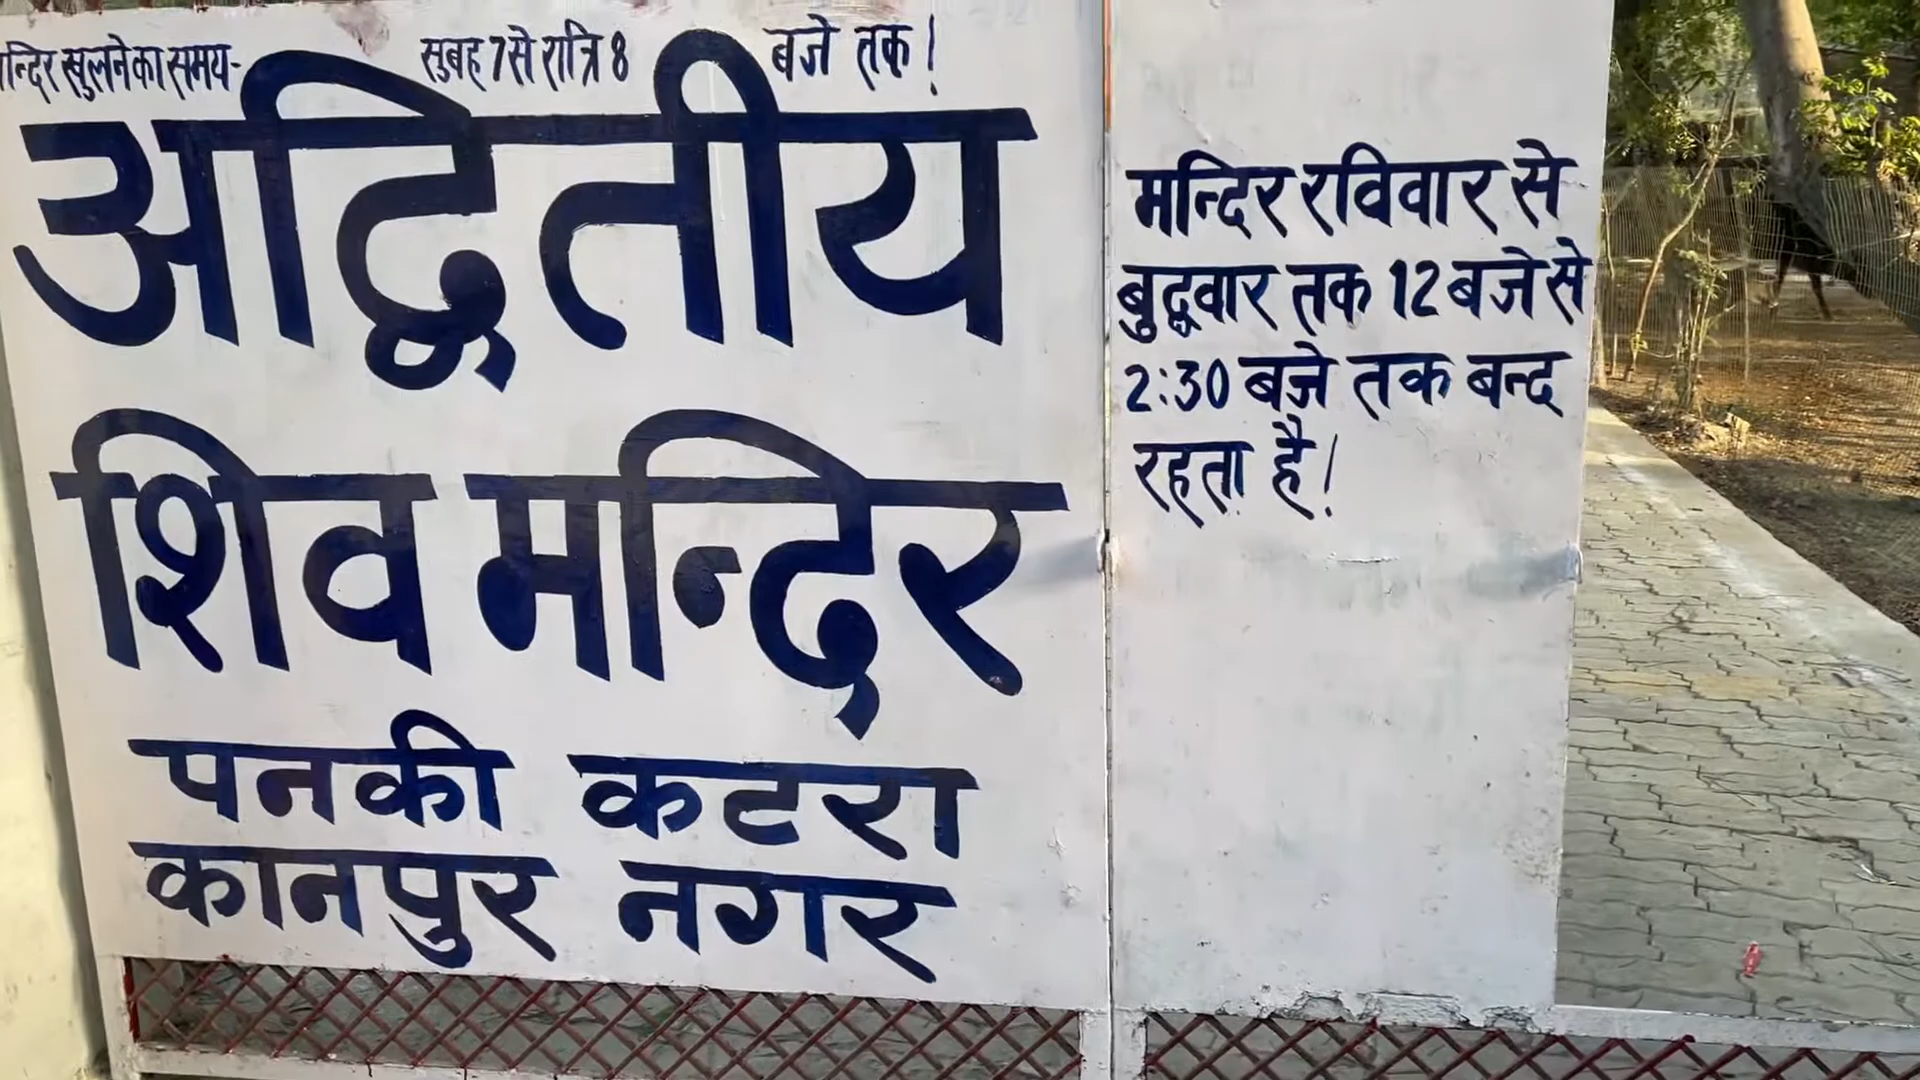 मन्दिर खुलने का समय- सुबह 7 से रात्रि 8 बजे तक!
अद्वितीय
शिव मन्दिर
पनकी कटरा
कानपुर नगर
मन्दिर रविवार से
बुद्धवार तक 12 बजे से
2:30 बजे तक बन्द
रहता है!